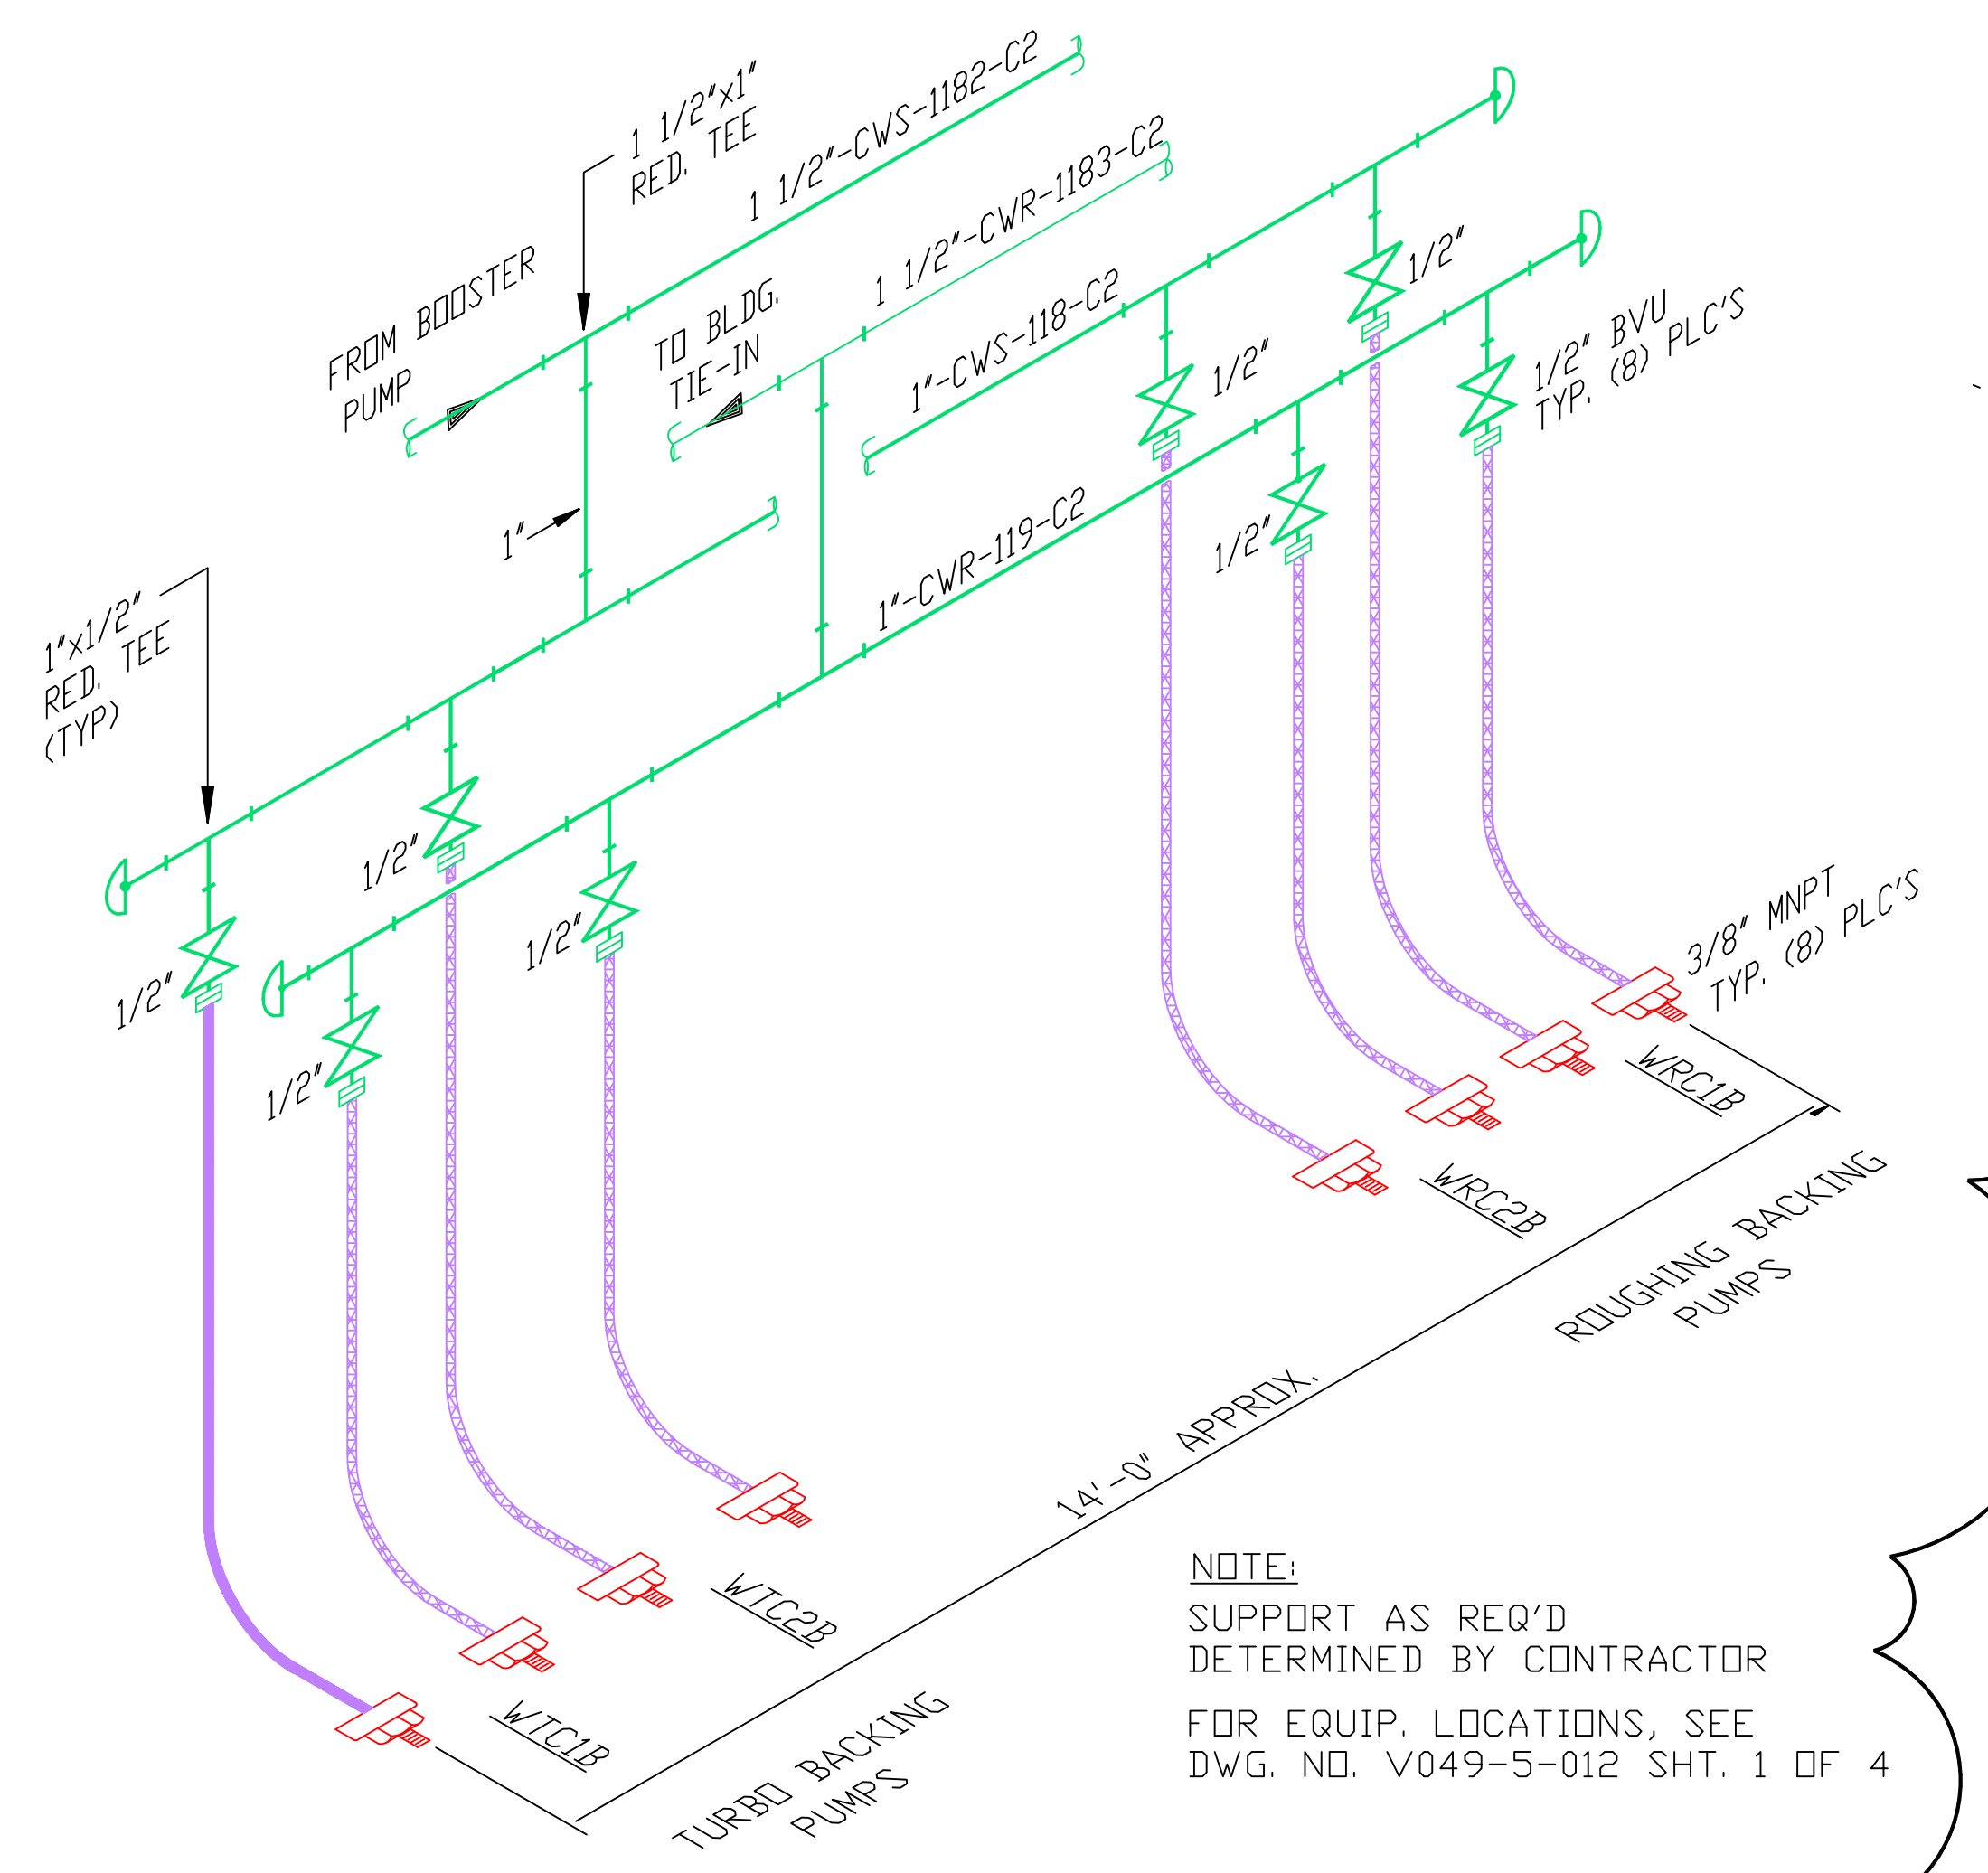 1 1/2"x1"
RED. TEE
1 1/2"-CWS-1182-C2
1 1/2"-CWR-1183-C2
FROM BOOSTER
PUMP
TO BLDG.
TIE-IN
1"-CWS-118-C2
1/2"
1/2"
1/2" BVU
TYP. (8) PLC'S
1"
1/2"
1"-CWR-119-C2
1"x1/2"
RED. TEE
(TYP)
1/2"
1/2"
1/2"
1/2"
3/8" MNPT
TYP. (8) PLC'S
WRC1B
WRC2B
ROUGHING BACKING
PUMPS
14'-0" APPROX.
WTC2B
WTC1B
TURBO BACKING
PUMPS
NOTE:
SUPPORT AS REQ'D
DETERMINED BY CONTRACTOR
FOR EQUIP. LOCATIONS, SEE
DWG. NO. V049-5-012 SHT. 1 OF 4